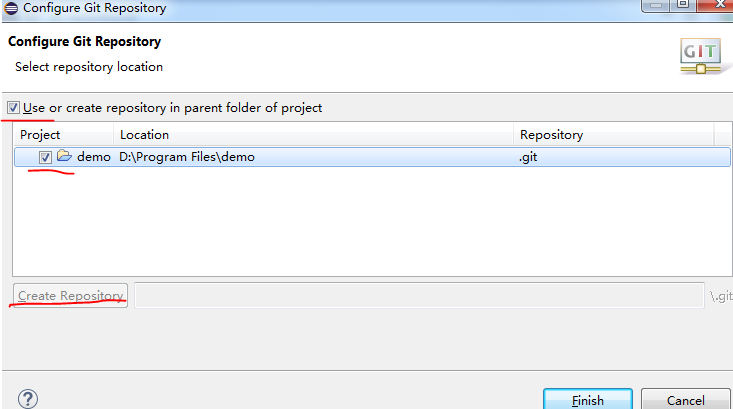 Configure Git Repository
Configure Git Repository
Select repository location
GIT
Use or create repository in parent folder of project
Project Location Repository
demo D:\Program Files\demo .git
Create Repository \.git
? Finish Cancel